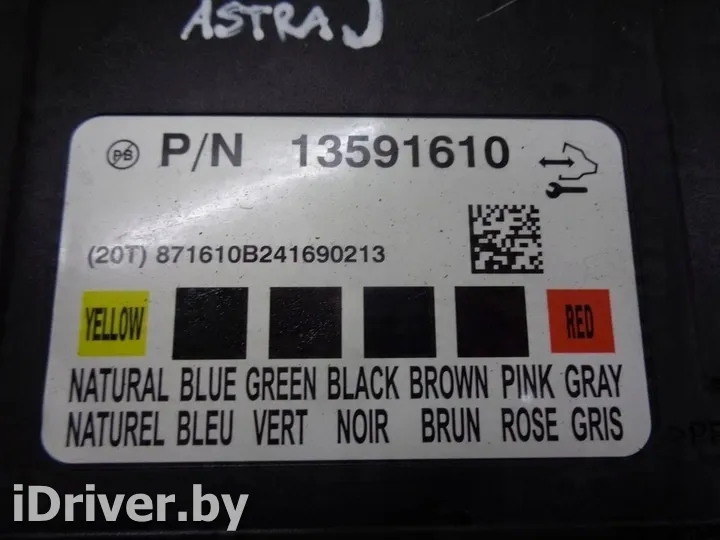 ASTRA J
PB P/N 13591610
(20T) 871610B241690213
YELLOW RED
NATURAL BLUE GREEN BLACK BROWN PINK GRAY
NATUREL BLEU VERT NOIR BRUN ROSE GRIS
iDriver.by